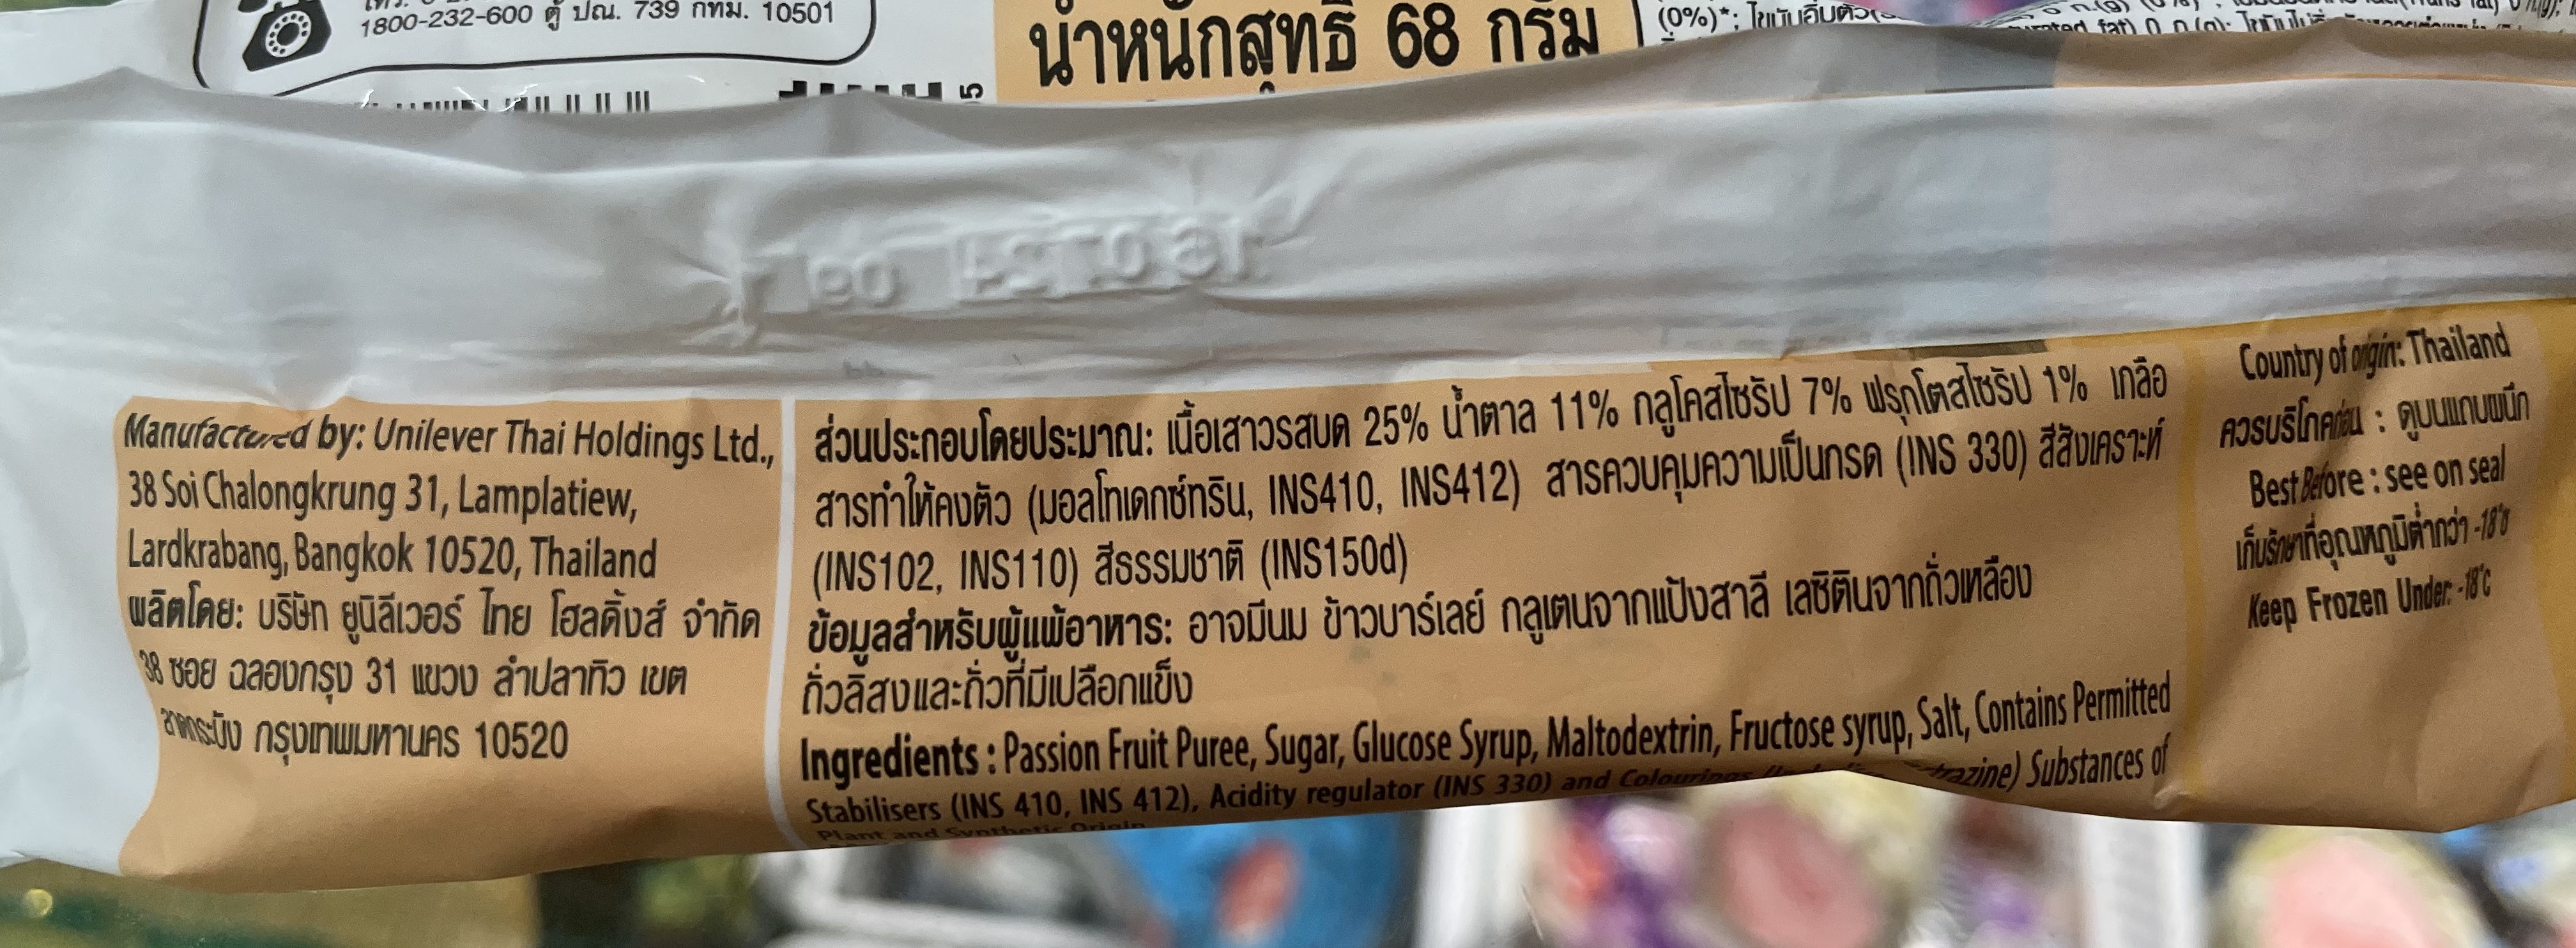 1800-232-600 ตู้ ปณ. 739 กทม. 10501
น้ำหนักสุทธิ 68 กรัม
(0%)*; ไขมันอิ่มตัว
Manufactured by: Unilever Thai Holdings Ltd.,
38 Soi Chalongkrung 31, Lamplatiew,
Lardkrabang, Bangkok 10520, Thailand
ผลิตโดย: บริษัท ยูนิลีเวอร์ ไทย โฮลดิ้งส์ จำกัด
38 ซอย ฉลองกรุง 31 แขวง ลำปลาทิว เขต
ลาดกระบัง กรุงเทพมหานคร 10520
ส่วนประกอบโดยประมาณ: เนื้อเสาวรสบด 25% น้ำตาล 11% กลูโคสไซรัป 7% ฟรุกโตสไซรัป 1% เกลือ
สารทำให้คงตัว (มอลโทเดกซ์ทริน, INS410, INS412) สารควบคุมความเป็นกรด (INS 330) สีสังเคราะห์
(INS102, INS110) สีธรรมชาติ (INS150d)
ข้อมูลสำหรับผู้แพ้อาหาร: อาจมีนม ข้าวบาร์เลย์ กลูเตนจากแป้งสาลี เลซิตินจากถั่วเหลือง
ถั่วลิสงและถั่วที่มีเปลือกแข็ง
Ingredients : Passion Fruit Puree, Sugar, Glucose Syrup, Maltodextrin, Fructose syrup, Salt, Contains Permitted
Stabilisers (INS 410, INS 412), Acidity regulator (INS 330) and Colourings Substances of
Plant and Synthetic Origin
Country of origin: Thailand
ควรบริโภคก่อน : ดูบนแถบผนึก
Best Before : see on seal
เก็บรักษาที่อุณหภูมิต่ำกว่า -18°ซ
Keep Frozen Under: -18°c